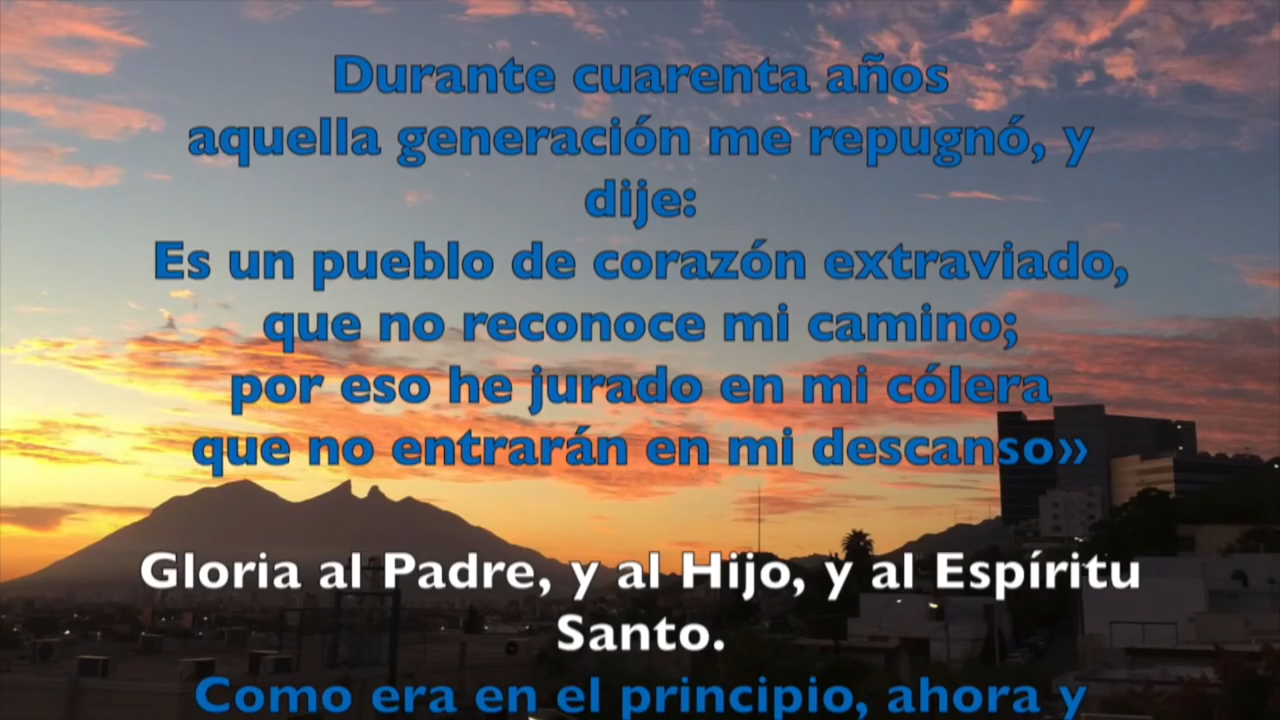 Durante cuarenta años
aquella generación me repugnó, y
dije:
Es un pueblo de corazón extraviado,
que no reconoce mi camino;
por eso he jurado en mi cólera
que no entrarán en mi descanso»
Gloria al Padre, y al Hijo, y al Espíritu
Santo.
Como era en el principio, ahora y